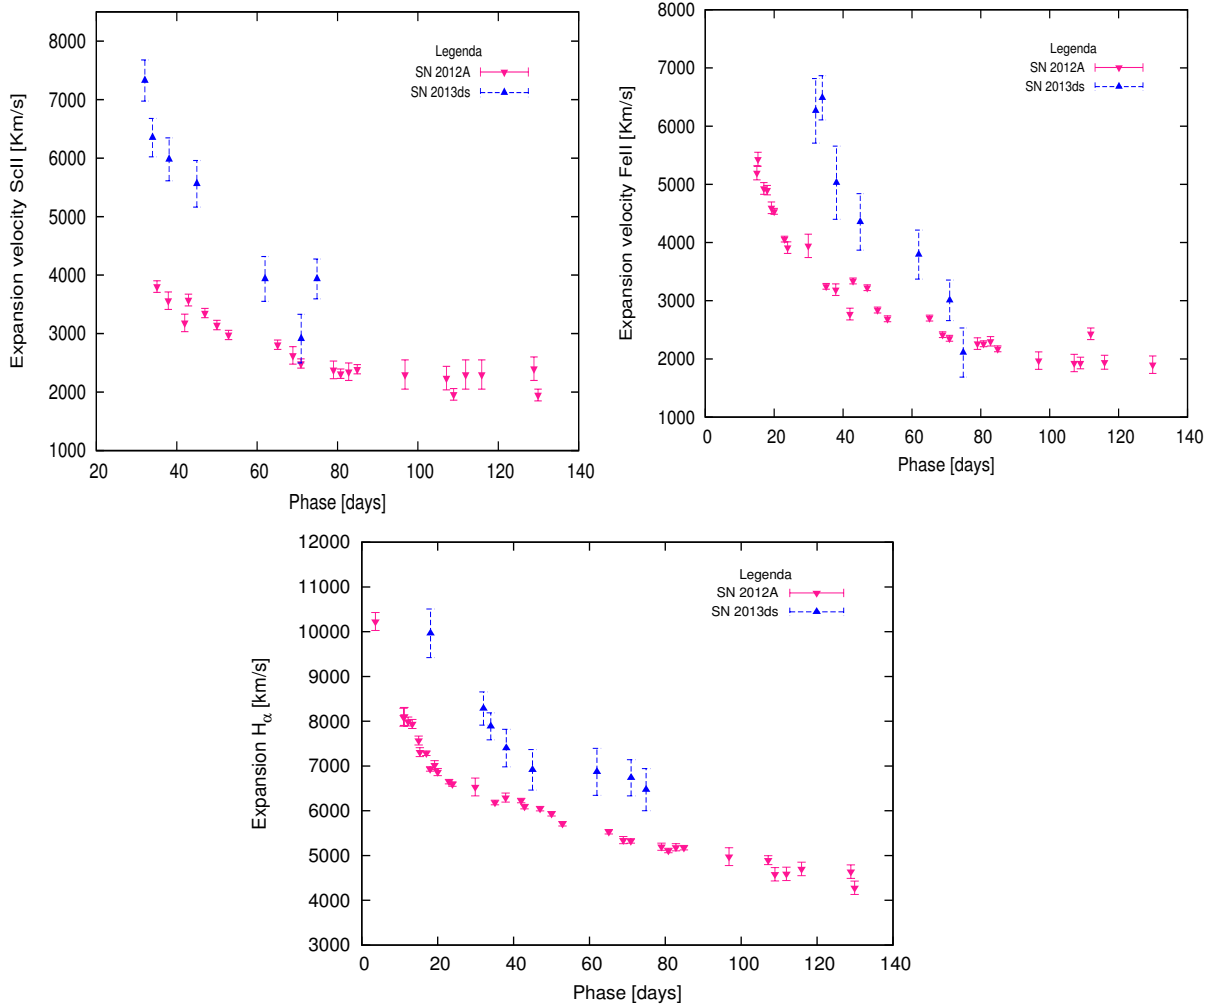 8000
7000
6000
5000
4000
3000
2000
1000
20 40 60 80 100 120 140
Expansion velocity ScII [Km/s]
Phase [days]
Legenda
SN 2012A
SN 2013ds
8000
7000
6000
5000
4000
3000
2000
1000
0 20 40 60 80 100 120 140
Expansion velocity FeII [Km/s]
Phase [days]
Legenda
SN 2012A
SN 2013ds
12000
11000
10000
9000
8000
7000
6000
5000
4000
3000
0 20 40 60 80 100 120 140
Expansion Hα [km/s]
Phase [days]
Legenda
SN 2012A
SN 2013ds